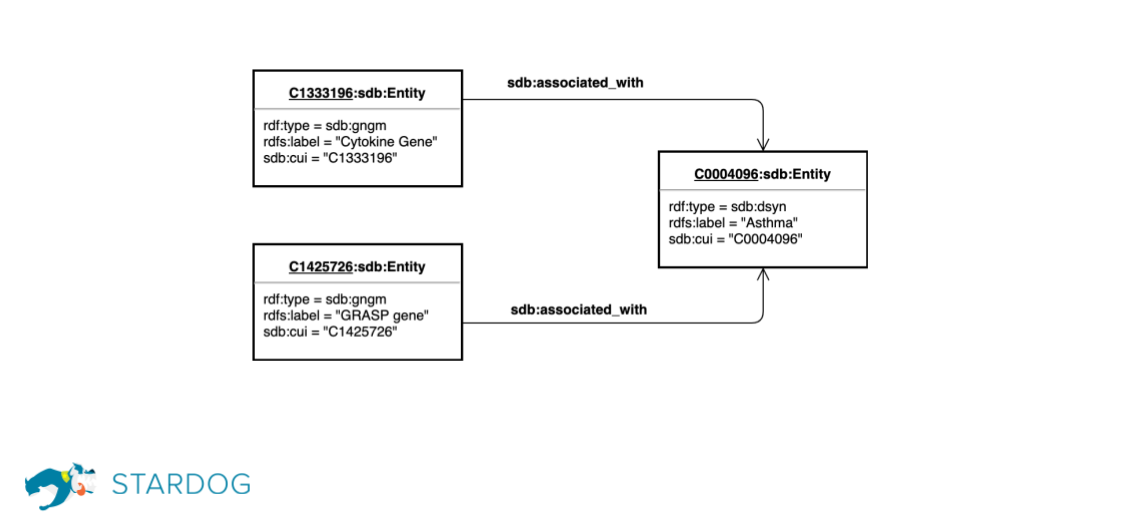 sdb:associated_with
C1333196:sdb:Entity
rdf:type = sdb:gngm
rdfs:label = "Cytokine Gene"
sdb:cui = "C1333196"
C0004096:sdb:Entity
rdf:type = sdb:dsyn
rdfs:label = "Asthma"
sdb:cui = "C0004096"
C1425726:sdb:Entity
rdf:type = sdb:gngm
rdfs:label = "GRASP gene"
sdb:cui = "C1425726"
sdb:associated_with
STARDOG